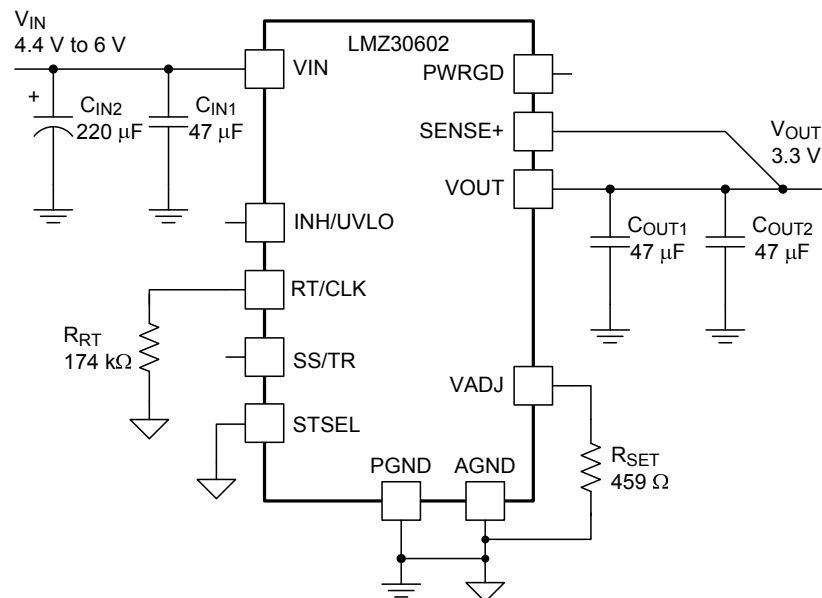 VIN
4.4 V to 6 V
LMZ30602
VIN
PWRGD
+
CIN2
220 μF
CIN1
47 μF
SENSE+
VOUT
3.3 V
VOUT
INH/UVLO
COUT1
47 μF
COUT2
47 μF
RT/CLK
RRT
174 kΩ
SS/TR
VADJ
STSEL
PGND
AGND
RSET
459 Ω